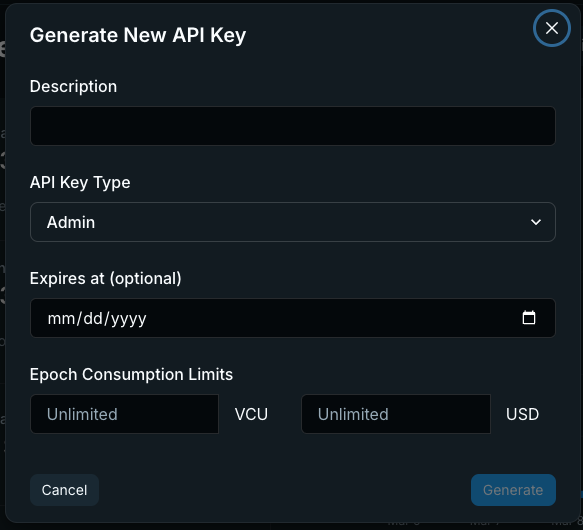 Generate New API Key
Description
API Key Type
Admin
Expires at (optional)
mm/dd/yyyy
Epoch Consumption Limits
Unlimited VCU Unlimited USD
Cancel Generate